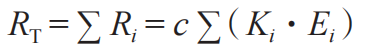 R_T = ∑ R_i = c ∑ ( K_i · E_i )